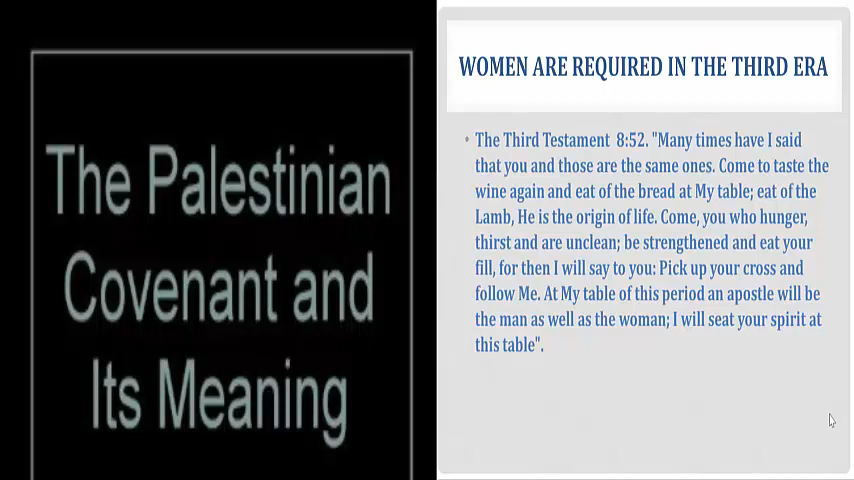 The Palestinian
Covenant and
Its Meaning
WOMEN ARE REQUIRED IN THE THIRD ERA
• The Third Testament 8:52. "Many times have I said
that you and those are the same ones. Come to taste the
wine again and eat of the bread at My table; eat of the
Lamb, He is the origin of life. Come, you who hunger,
thirst and are unclean; be strengthened and eat your
fill, for then I will say to you: Pick up your cross and
follow Me. At My table of this period an apostle will be
the man as well as the woman; I will seat your spirit at
this table".